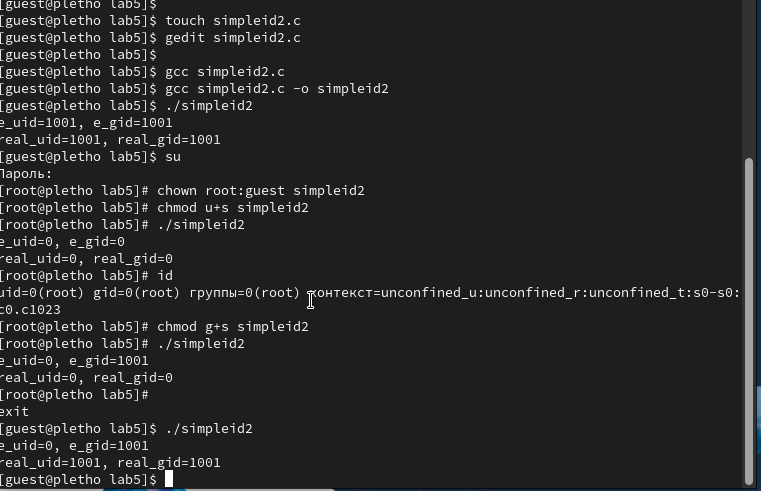 [guest@pletho lab5]$
[guest@pletho lab5]$ touch simpleid2.c
[guest@pletho lab5]$ gedit simpleid2.c
[guest@pletho lab5]$
[guest@pletho lab5]$ gcc simpleid2.c
[guest@pletho lab5]$ gcc simpleid2.c -o simpleid2
[guest@pletho lab5]$ ./simpleid2
e_uid=1001, e_gid=1001
real_uid=1001, real_gid=1001
[guest@pletho lab5]$ su
Пароль:
[root@pletho lab5]# chown root:guest simpleid2
[root@pletho lab5]# chmod u+s simpleid2
[root@pletho lab5]# ./simpleid2
e_uid=0, e_gid=0
real_uid=0, real_gid=0
[root@pletho lab5]# id
uid=0(root) gid=0(root) группы=0(root) контекст=unconfined_u:unconfined_r:unconfined_t:s0-s0:
c0.c1023
[root@pletho lab5]# chmod g+s simpleid2
[root@pletho lab5]# ./simpleid2
e_uid=0, e_gid=1001
real_uid=0, real_gid=0
[root@pletho lab5]#
exit
[guest@pletho lab5]$ ./simpleid2
e_uid=0, e_gid=1001
real_uid=1001, real_gid=1001
[guest@pletho lab5]$